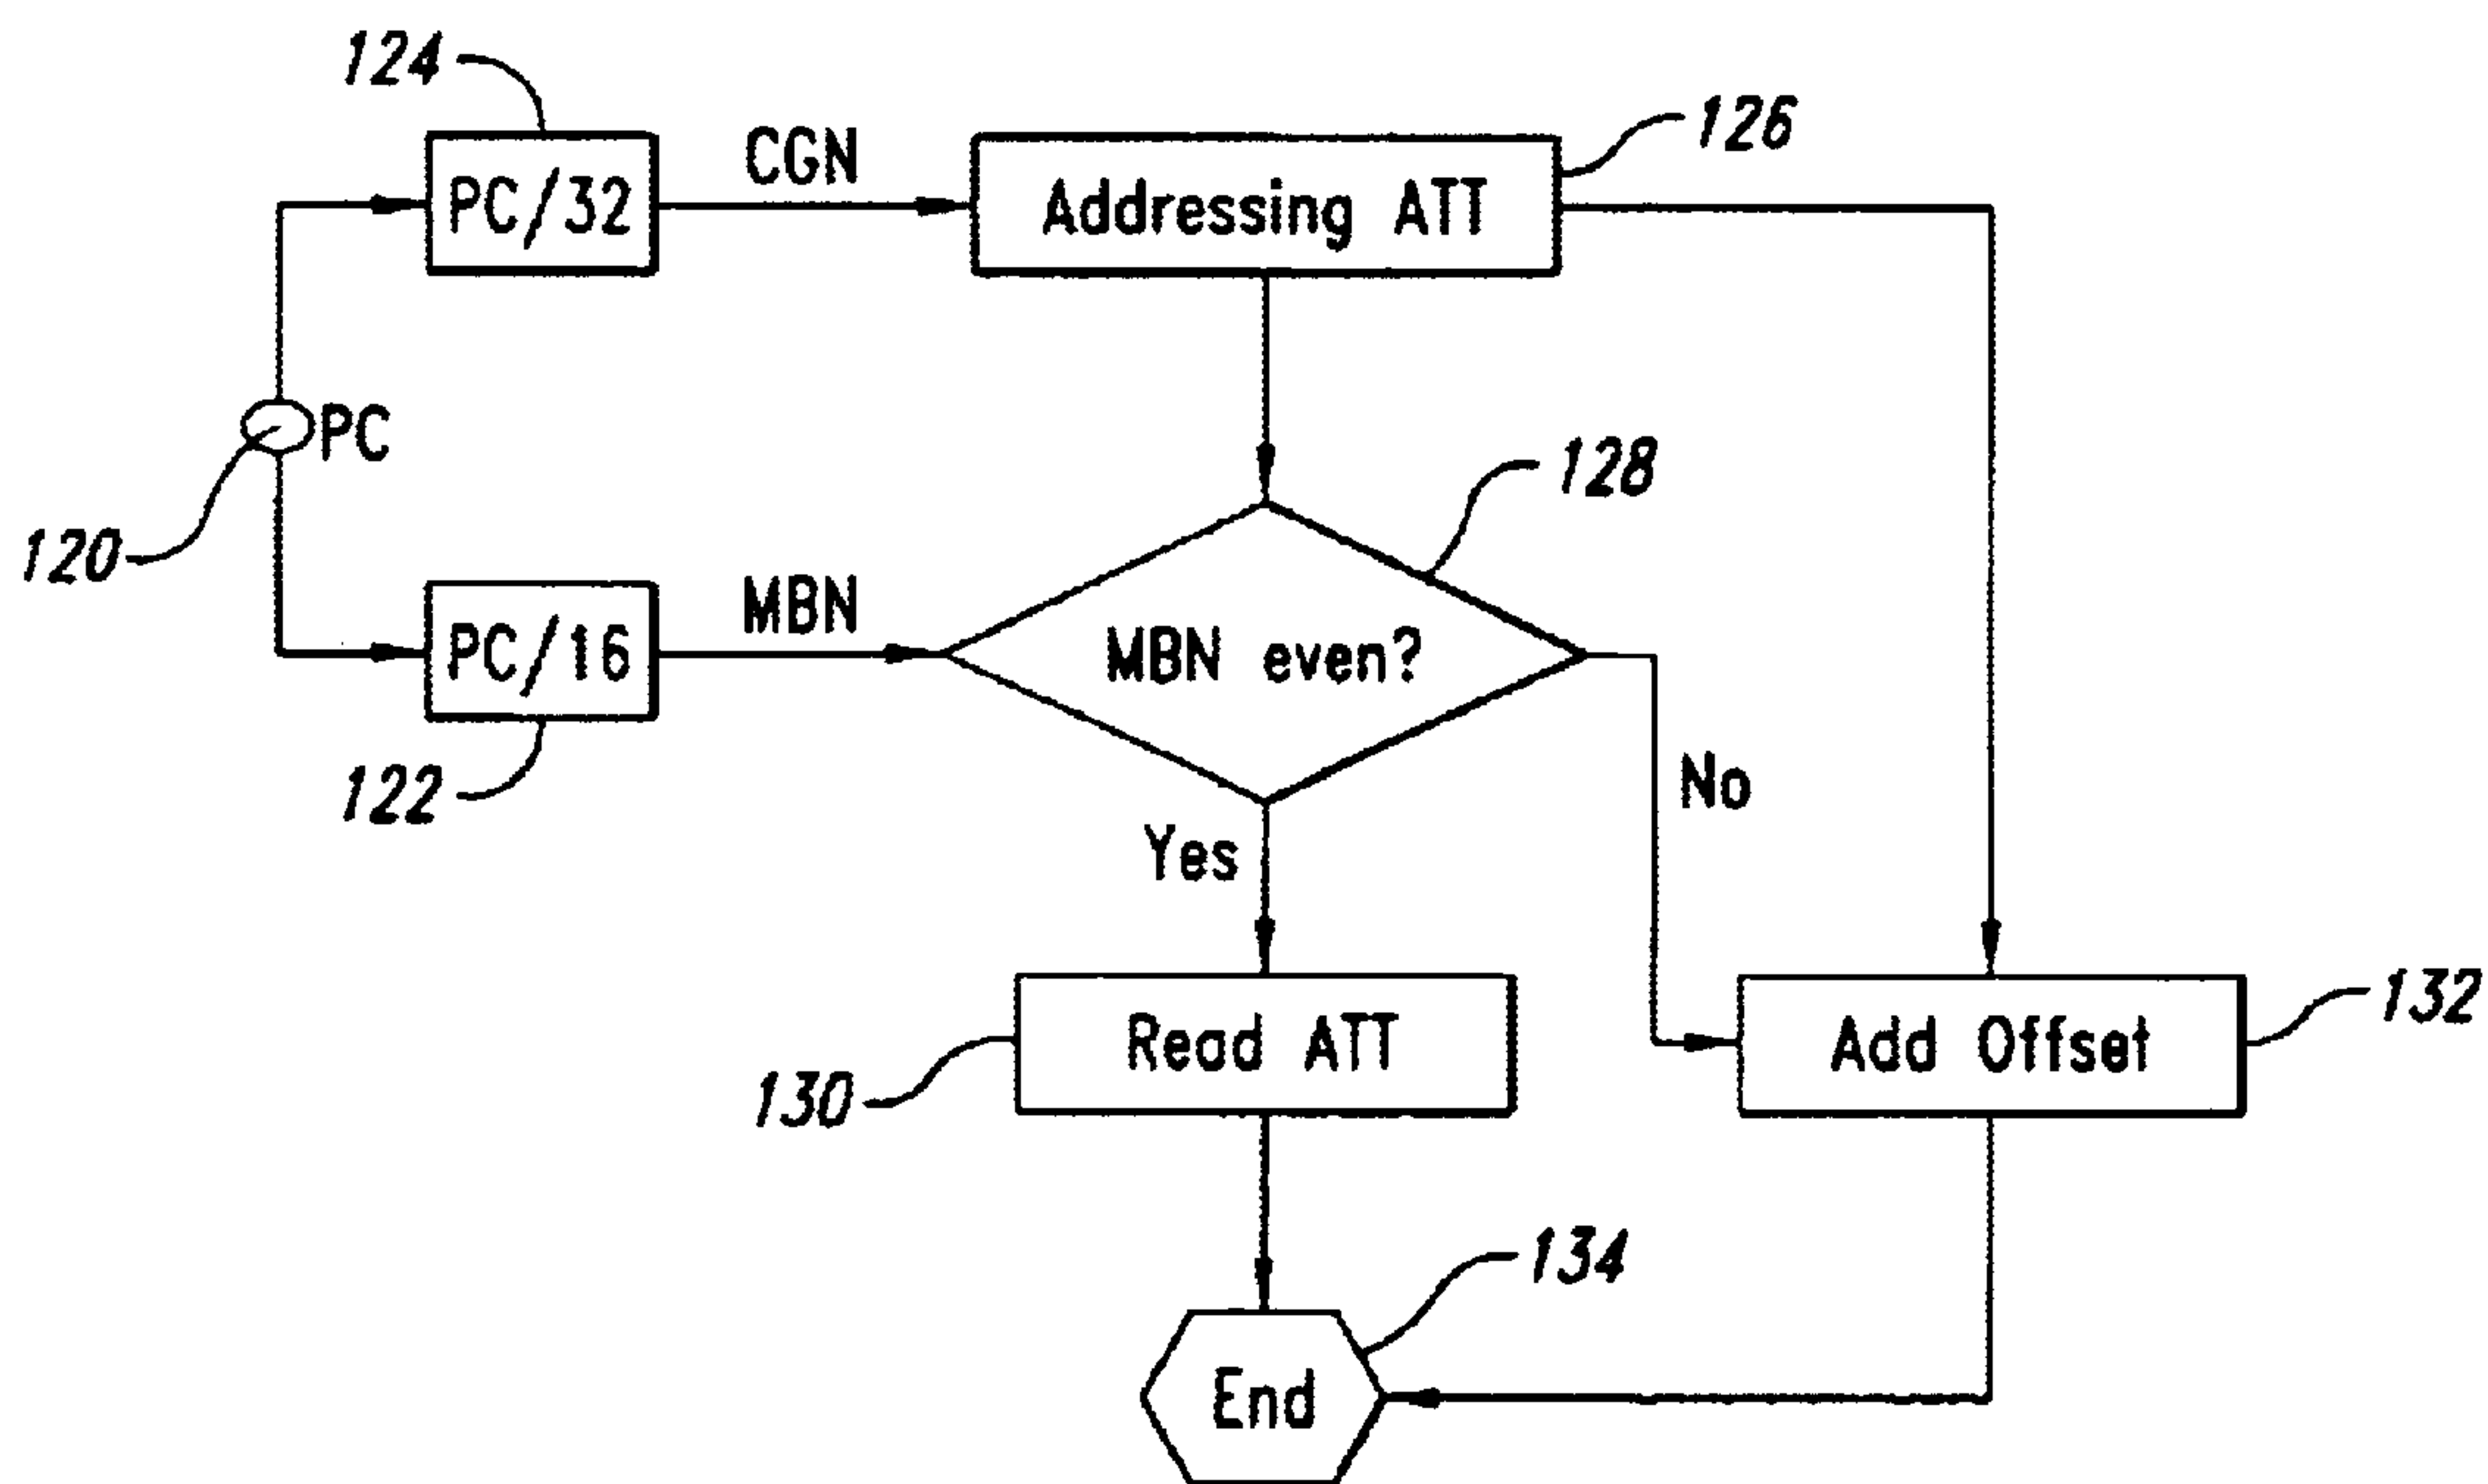 124
126
CGN
PC/32
Addressing ATT
PC
128
120
MBN
PC/16
MBN even?
122
No
Yes
132
Read ATT
Add Offset
130
134
End